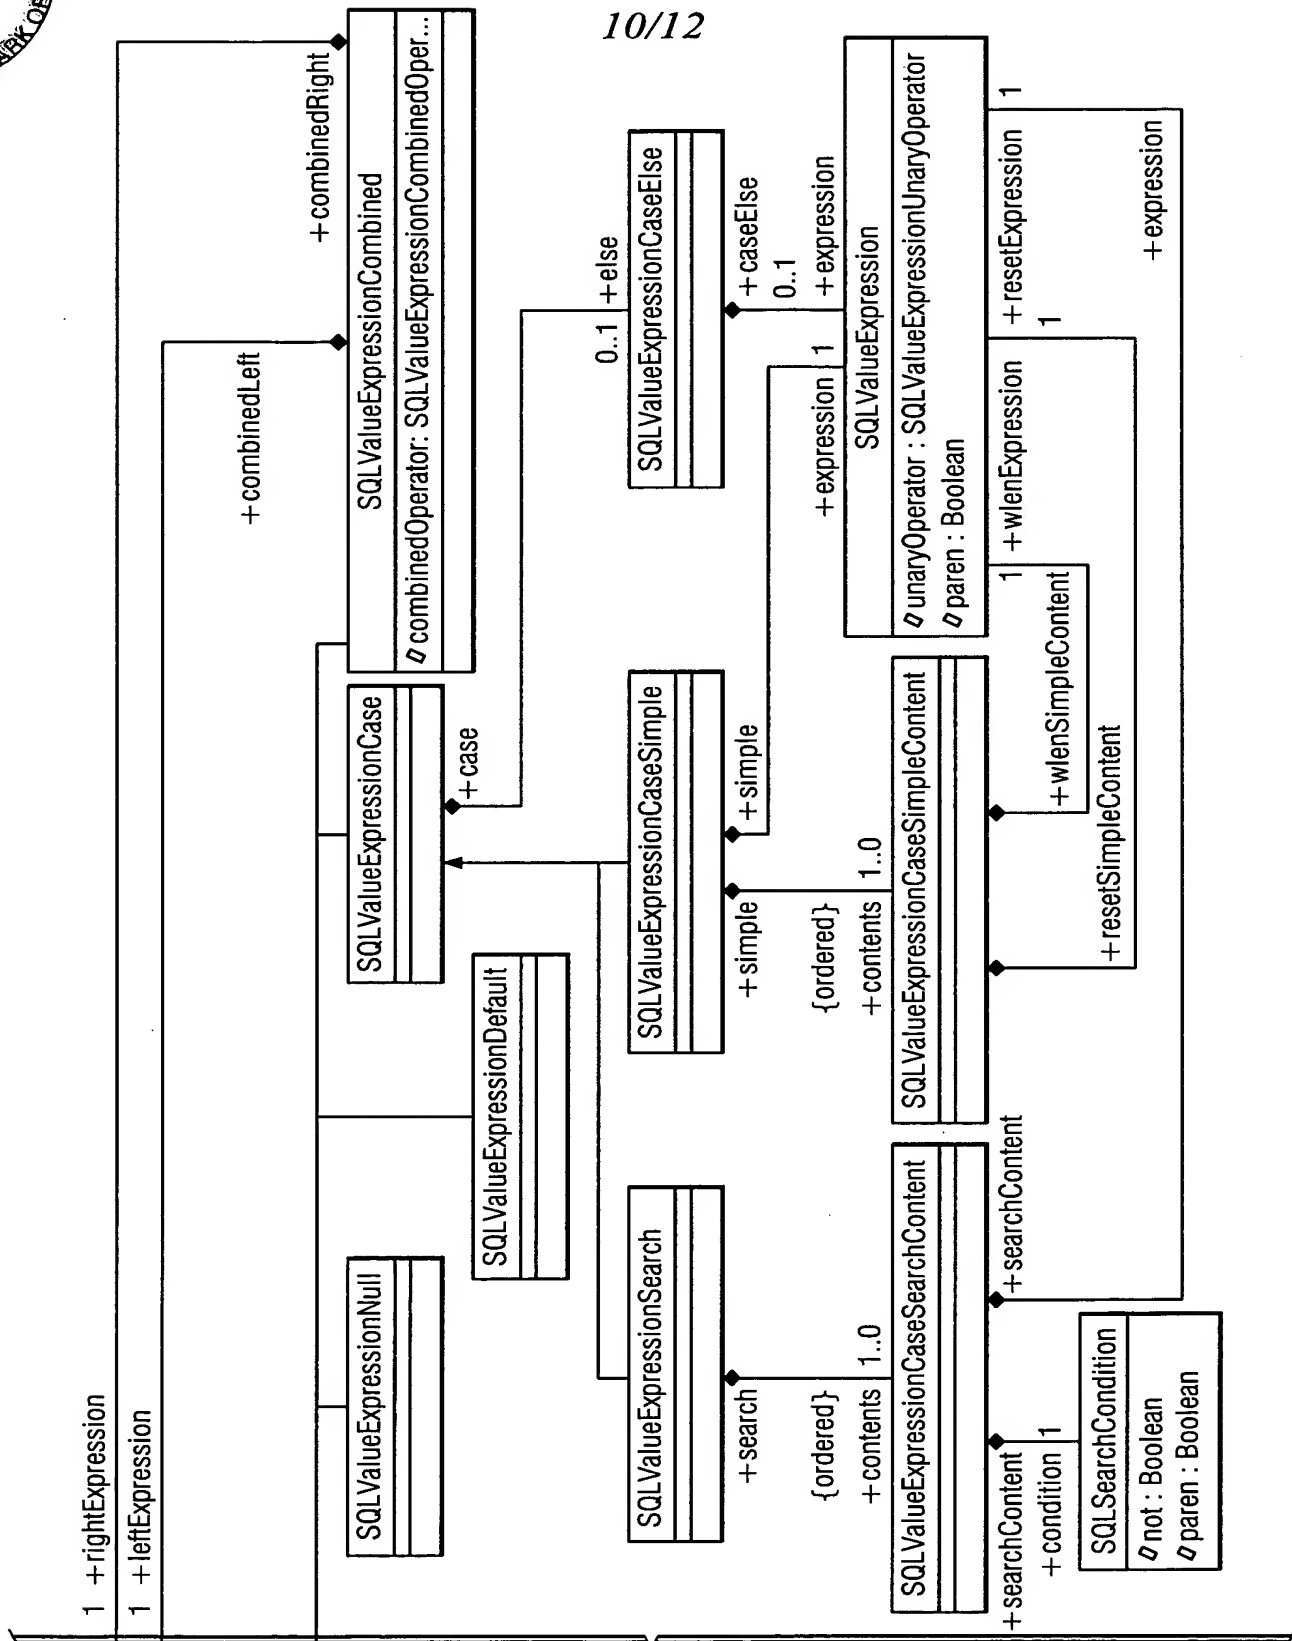 10/12
1 +rightExpression
1 +leftExpression
+combinedLeft
+combinedRight
SQLValueExpressionNull
SQLValueExpressionDefault
SQLValueExpressionCase
+case
SQLValueExpressionCombined
combinedOperator: SQLValueExpressionCombinedOper...
0..1 +else
SQLValueExpressionSearch
+search
SQLValueExpressionCaseSimple
+simple
+simple
SQLValueExpressionCaseElse
+caseElse
0..1
+expression
+expression 1
{ordered}
+contents 1..0
{ordered}
+contents 1..0
SQLValueExpressionCaseSearchContent
SQLValueExpressionCaseSimpleContent
SQLValueExpression
unaryOperator : SQLValueExpressionUnaryOperator
paren : Boolean
+searchContent
+condition 1
+searchContent
1 +wlenExpression
+wlenSimpleContent
1
+resetExpression
+resetSimpleContent
1
+expression
SQLSearchCondition
not : Boolean
paren : Boolean